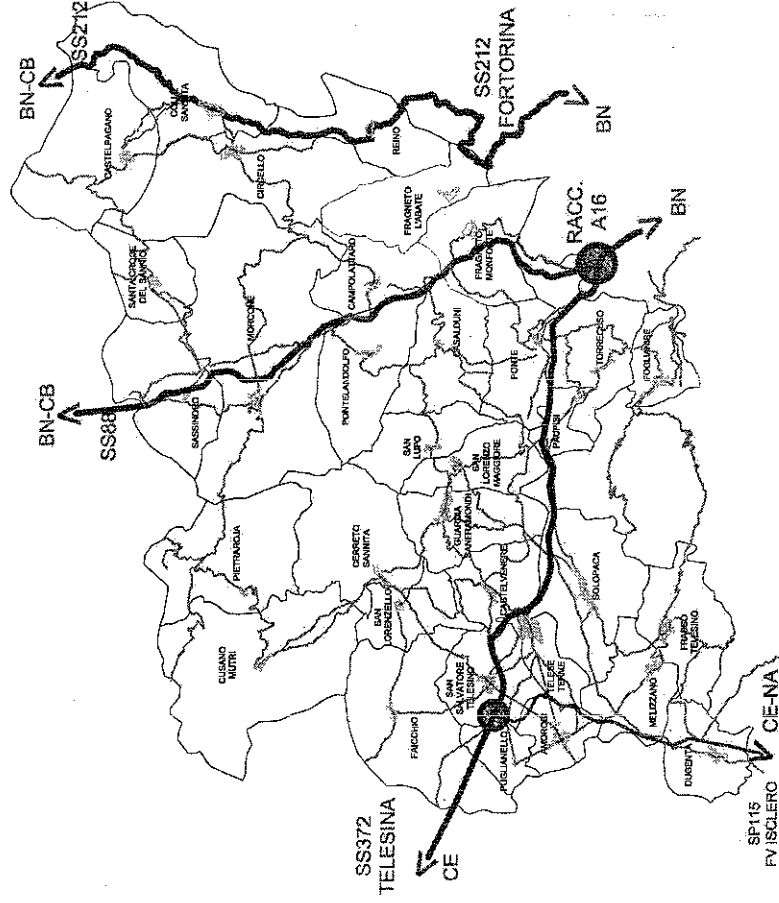 BN-CB
SS212
CASTELPAGANO
COLLE
SANNITA
CIRCELLO
REINO
SS212
FORTORINA
BN
SANTACROCE
DEL SANNIO
MORCONE
CAMPOLATTARO
FRAGNETO
L'ABATE
FRAGNETO
MONFORTE
RACC.
A16
BN
BN-CB
SS88
SASSINORO
PONTELANDOLFO
CASALDUNI
PONTE
TORRECUSO
FOGLIANISE
PAUPISI
SAN
LUPO
SAN
LORENZO
MAGGIORE
GUARDIA
SANFRAMONDI
PIETRAROJA
CERRETO
SANNITA
CUSANO
MUTRI
SAN
LORENZELLO
CASTELVENERE
SOLOPACA
FAICCHIO
SAN
SALVATORE
TELESINO
TELESE
TERME
FRASSO
TELESINO
PUGLIANELLO
AMOROSI
MELIZZANO
DUGENTA
SS372
TELESINA
CE
SP115
FV ISCLERO
CE-NA